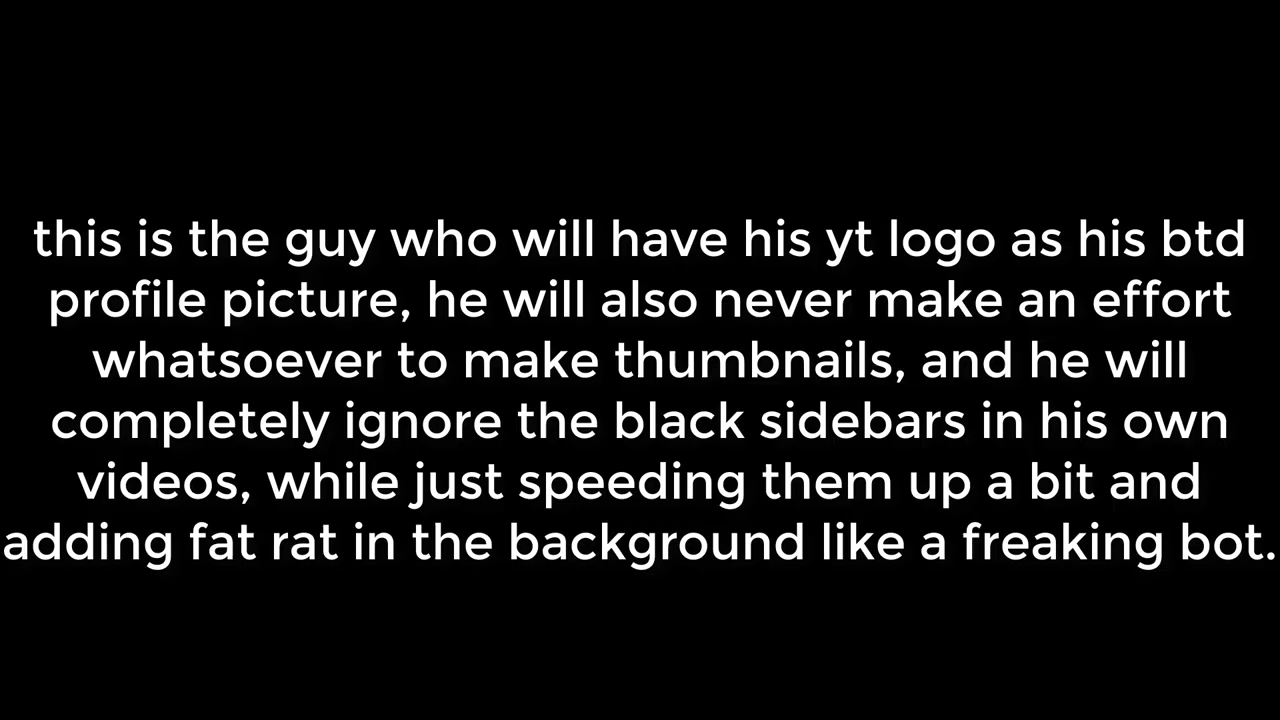 this is the guy who will have his yt logo as his btd
profile picture, he will also never make an effort
whatsoever to make thumbnails, and he will
completely ignore the black sidebars in his own
videos, while just speeding them up a bit and
adding fat rat in the background like a freaking bot.